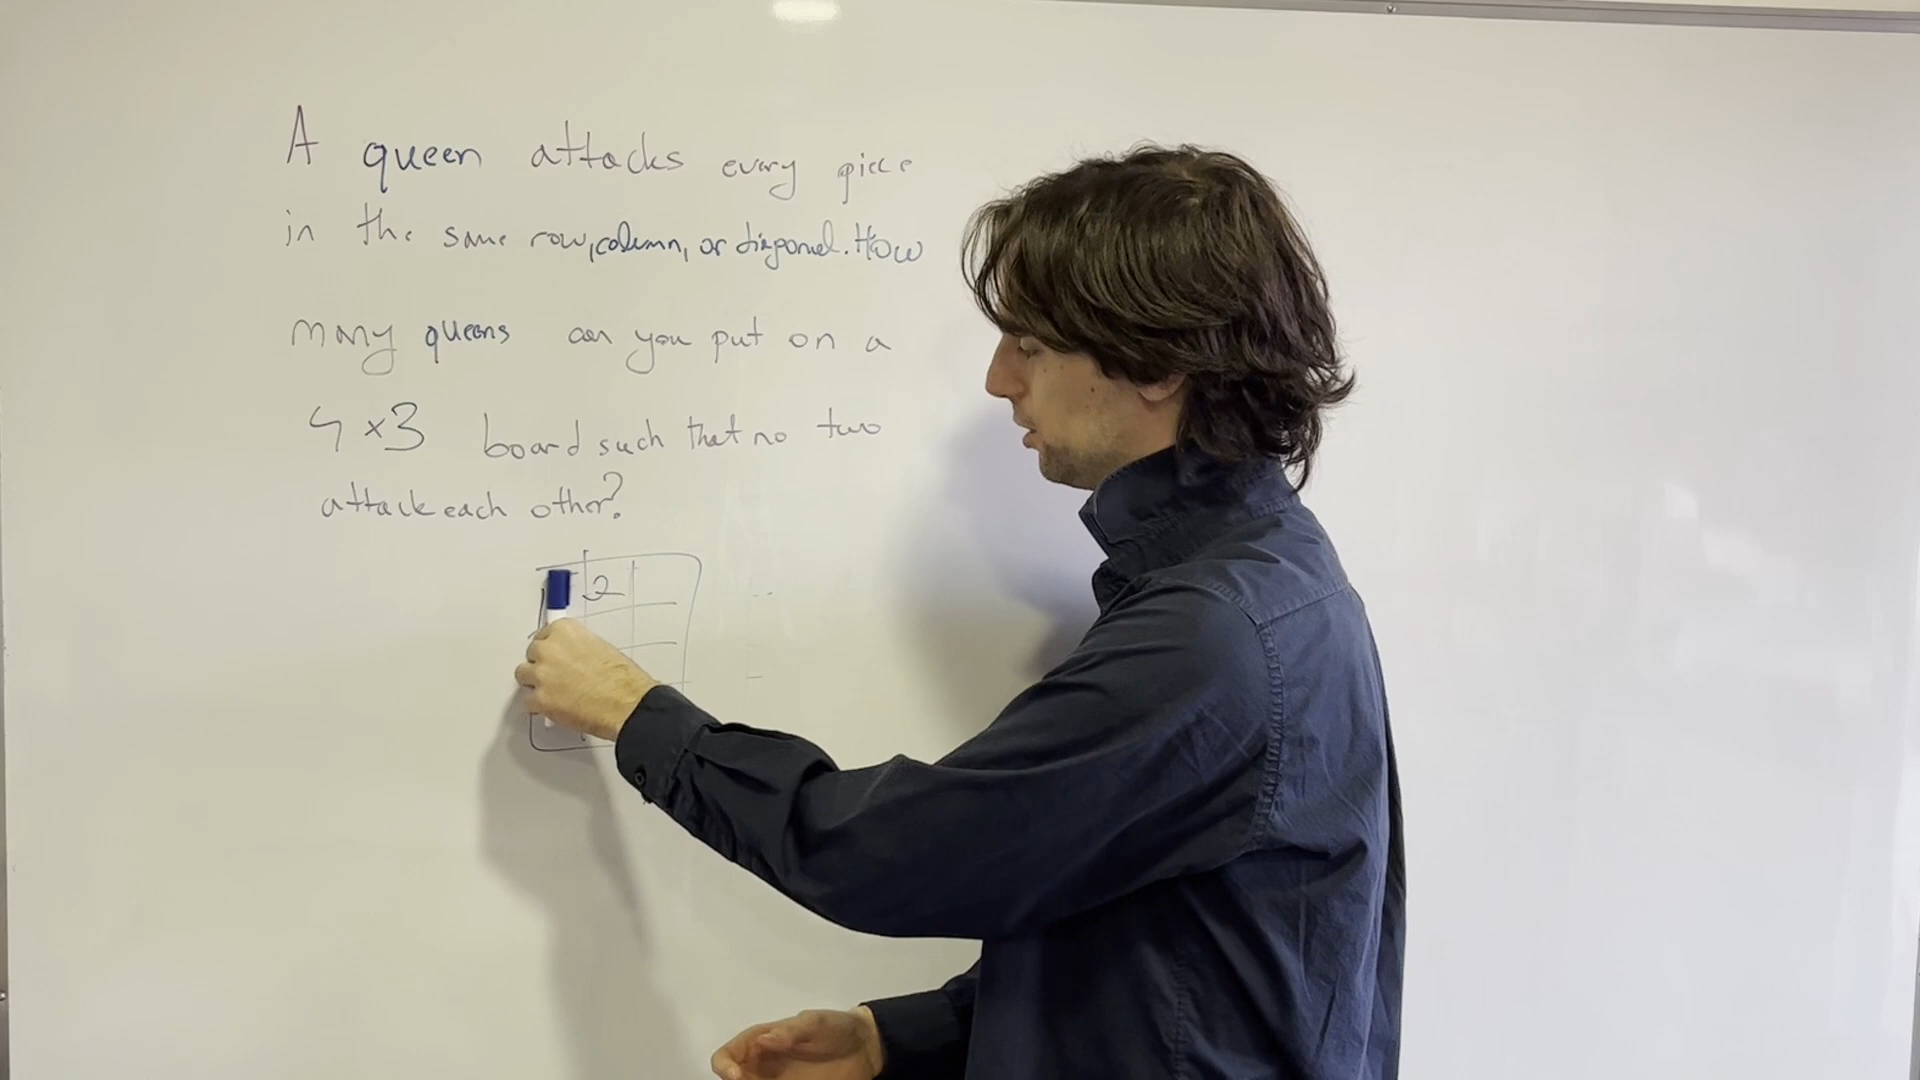 A queen attacks every piece
in the same row, column, or diagonal. How
many queens can you put on a
4 x 3 board such that no two
attack each other?
2